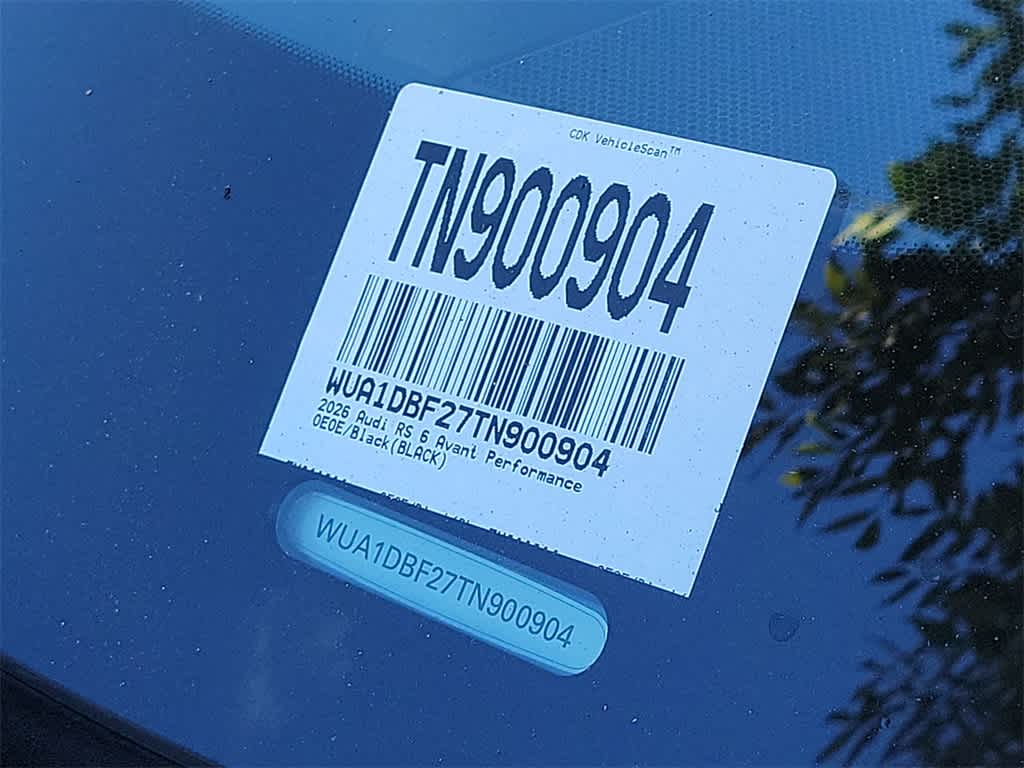 CDK VehicleScan™
TN900904
WUA1DBF27TN900904
2026 Audi RS 6 Avant Performance
OEOE/Black(BLACK)
WUA1DBF27TN900904